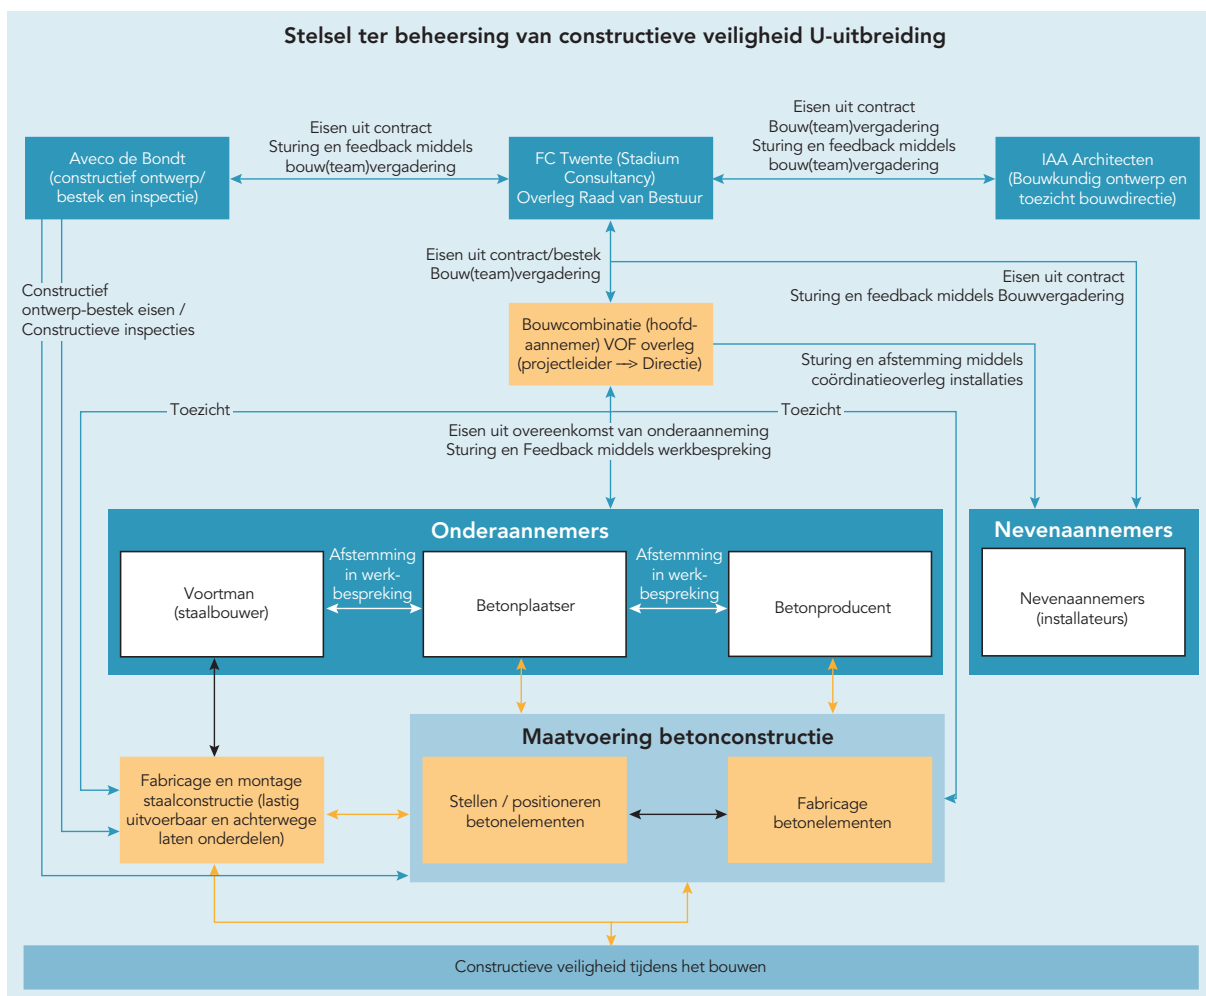 Stelsel ter beheersing van constructieve veiligheid U-uitbreiding
Eisen uit contract
Sturing en feedback middels
bouw(team)vergadering
Eisen uit contract
Bouw(team)vergadering
Sturing en feedback middels
bouw(team)vergadering
Aveco de Bondt
(constructief ontwerp/
bestek en inspectie)
FC Twente (Stadium
Consultancy)
Overleg Raad van Bestuur
IAA Architecten
(Bouwkundig ontwerp en
toezicht bouwdirectie)
Eisen uit contract/bestek
Bouw(team)vergadering
Eisen uit contract
Sturing en feedback middels Bouwvergadering
Constructief
ontwerp-bestek eisen /
Constructieve inspecties
Bouwcombinatie (hoofd-
aannemer) VOF overleg
(projectleider —> Directie)
Sturing en afstemming middels
coördinatieoverleg installaties
Toezicht
Toezicht
Eisen uit overeenkomst van onderaanneming
Sturing en Feedback middels werkbespreking
Onderaannemers
Voortman
(staalbouwer)
Afstemming
in werk-
bespreking
Betonplaatser
Afstemming
in werk-
bespreking
Betonproducent
Nevenaannemers
Nevenaannemers
(installateurs)
Maatvoering betonconstructie
Fabricage en montage
staalconstructie (lastig
uitvoerbaar en achterwege
laten onderdelen)
Stellen / positioneren
betonelementen
Fabricage
betonelementen
Constructieve veiligheid tijdens het bouwen